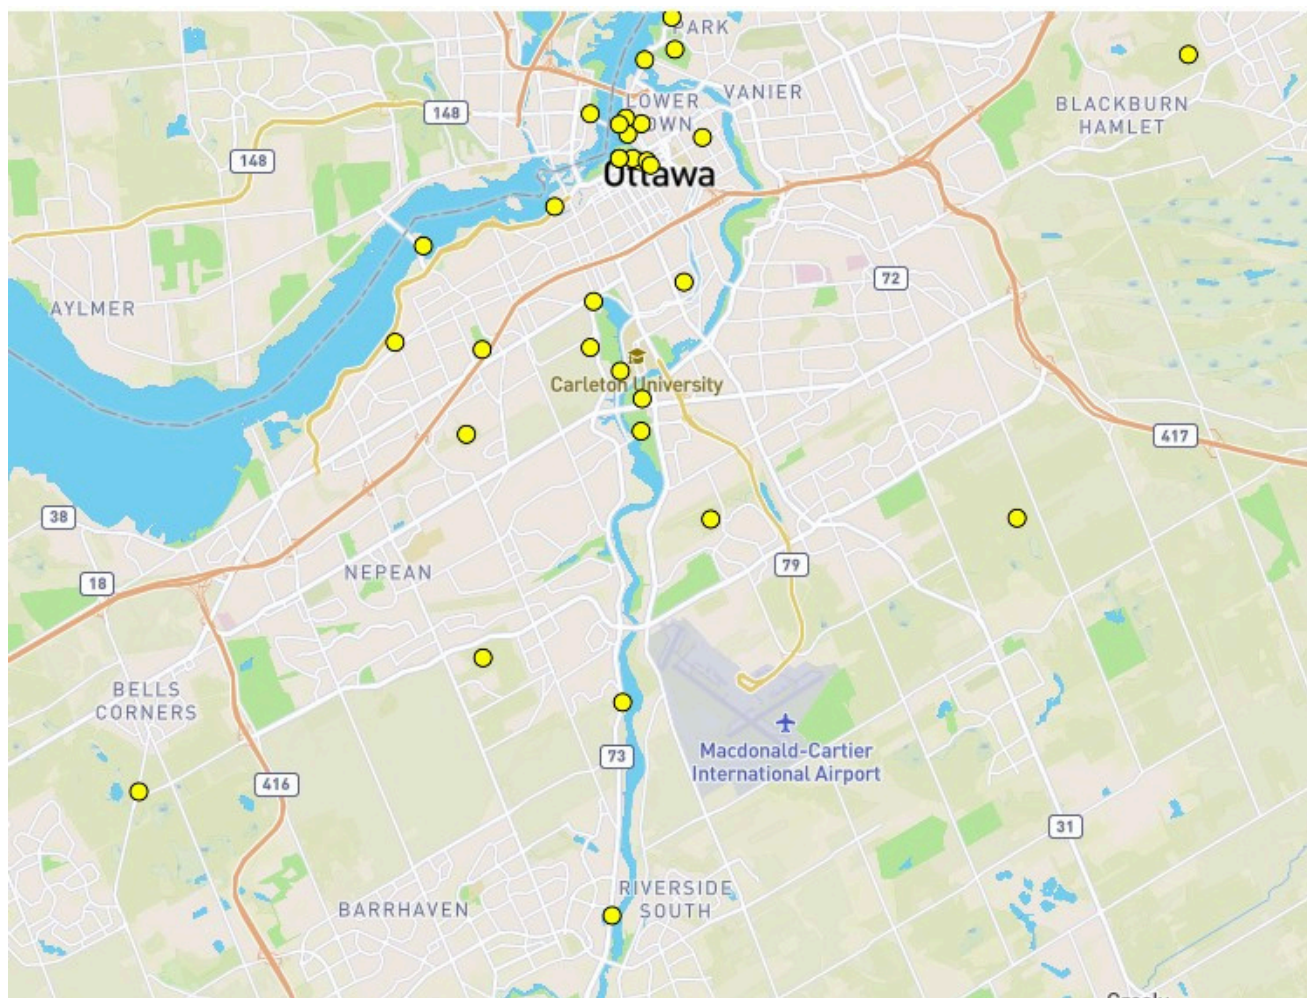 PARK
VANIER
LOWER
TOWN
BLACKBURN
HAMLET
148
148
Ottawa
72
AYLMER
Carleton University
417
38
NEPEAN
79
18
BELLS
CORNERS
73
Macdonald-Cartier
International Airport
416
31
RIVERSIDE
SOUTH
BARRHAVEN